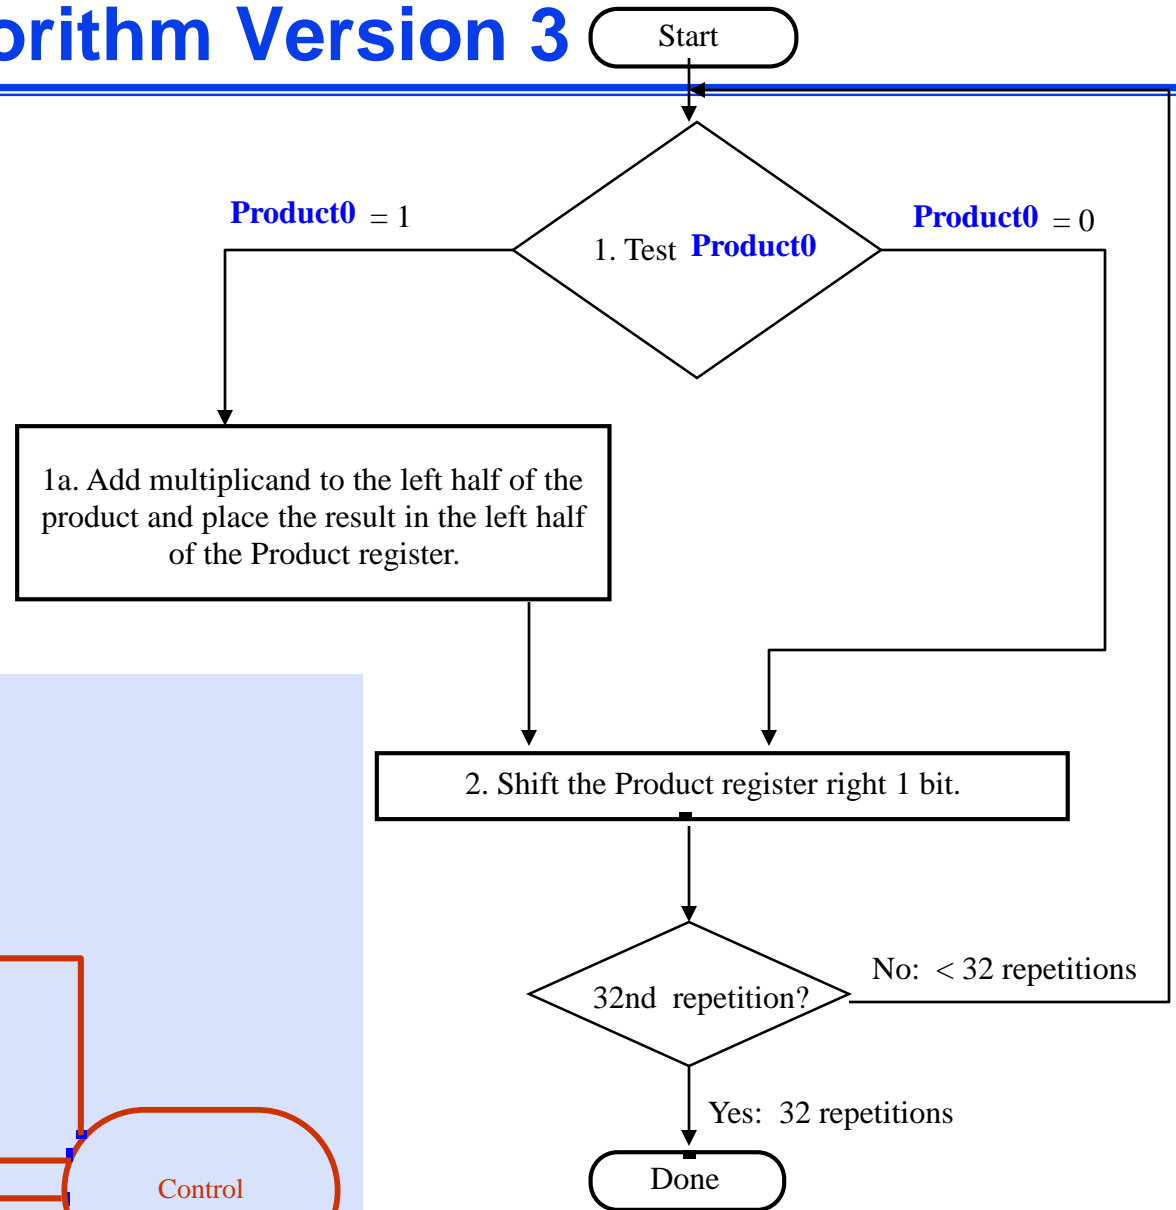 orithm Version 3
Start
Product0 = 1
Product0 = 0
1. Test Product0
1a. Add multiplicand to the left half of the
product and place the result in the left half
of the Product register.
2. Shift the Product register right 1 bit.
No: < 32 repetitions
32nd repetition?
Yes: 32 repetitions
Done
Control